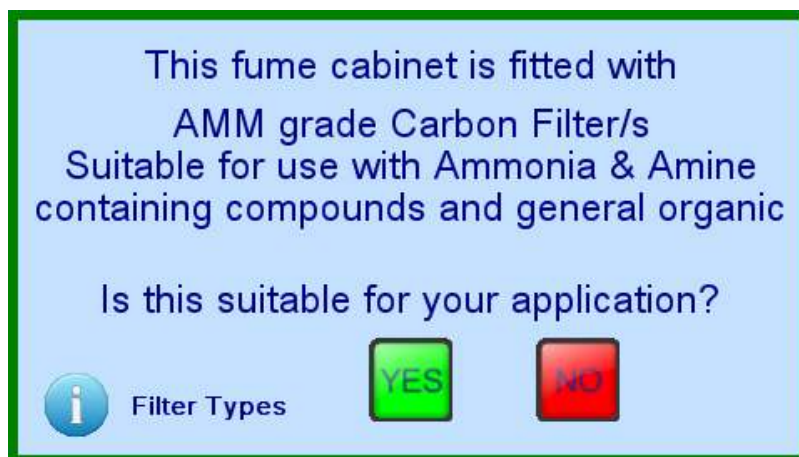 This fume cabinet is fitted with
AMM grade Carbon Filter/s
Suitable for use with Ammonia & Amine
containing compounds and general organic
Is this suitable for your application?
YES
NO
Filter Types